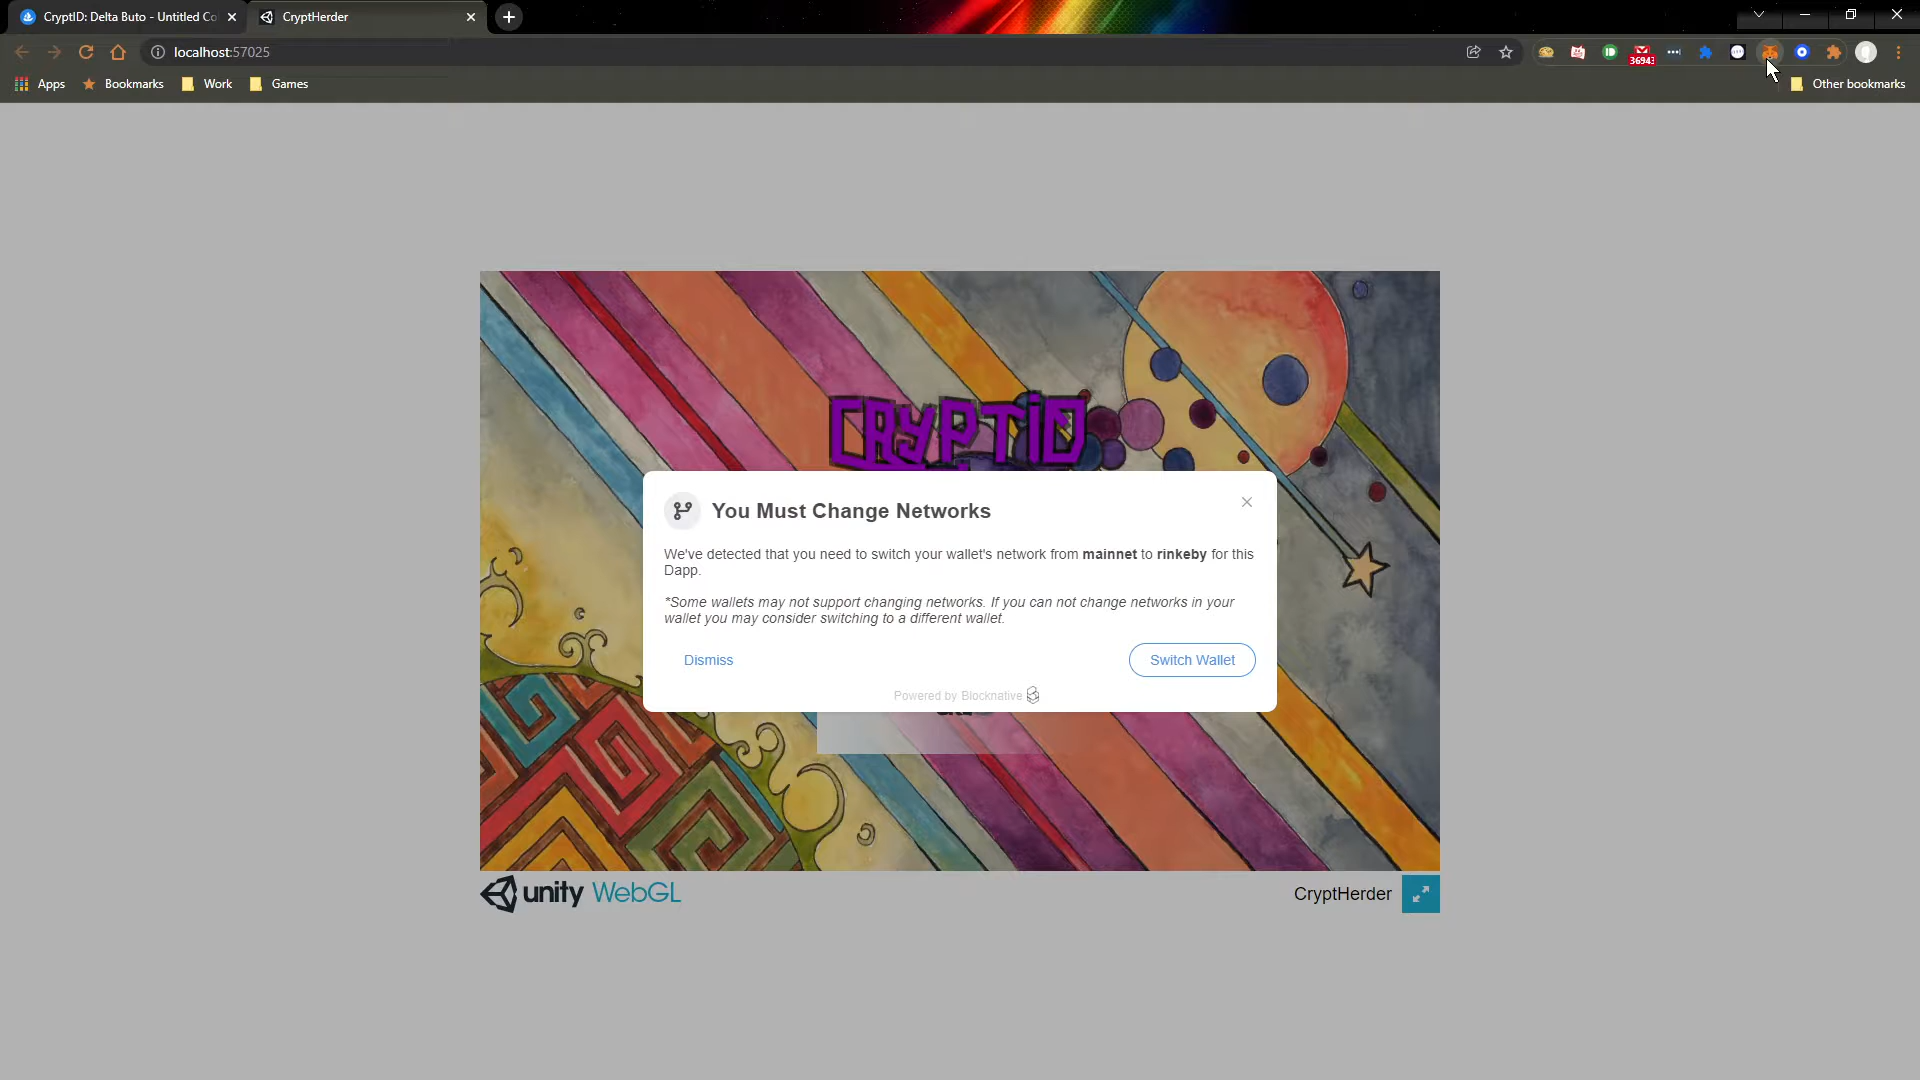 CryptID: Delta Buto - Untitled Co
CryptHerder
localhost:57025
36943
Apps
Bookmarks
Work
Games
Other bookmarks
CRYPTID
You Must Change Networks
We've detected that you need to switch your wallet's network from mainnet to rinkeby for this
Dapp.
*Some wallets may not support changing networks. If you can not change networks in your
wallet you may consider switching to a different wallet.
Dismiss
Switch Wallet
Powered by Blocknative
unity WebGL
CryptHerder